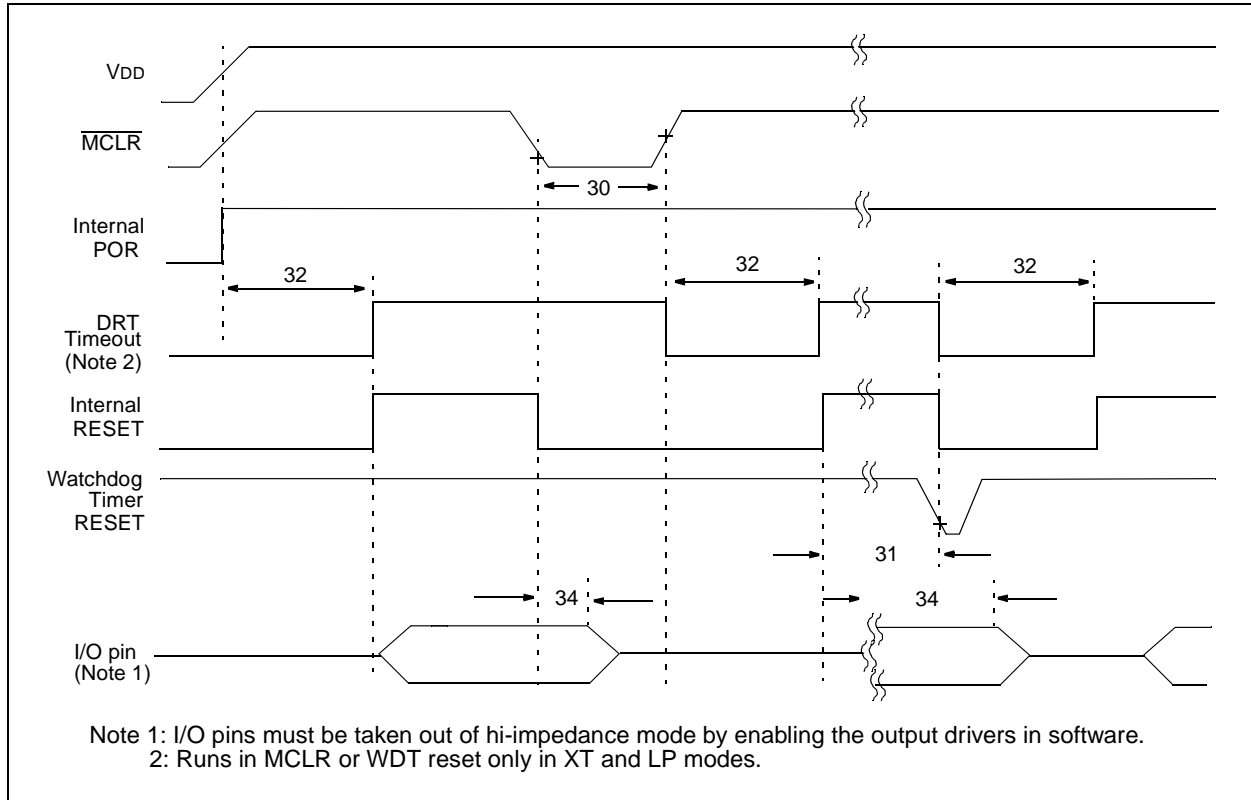 VDD
MCLR
30
Internal
POR
32
32
32
DRT
Timeout
(Note 2)
Internal
RESET
Watchdog
Timer
RESET
31
34
34
I/O pin
(Note 1)
Note 1: I/O pins must be taken out of hi-impedance mode by enabling the output drivers in software.
2: Runs in MCLR or WDT reset only in XT and LP modes.